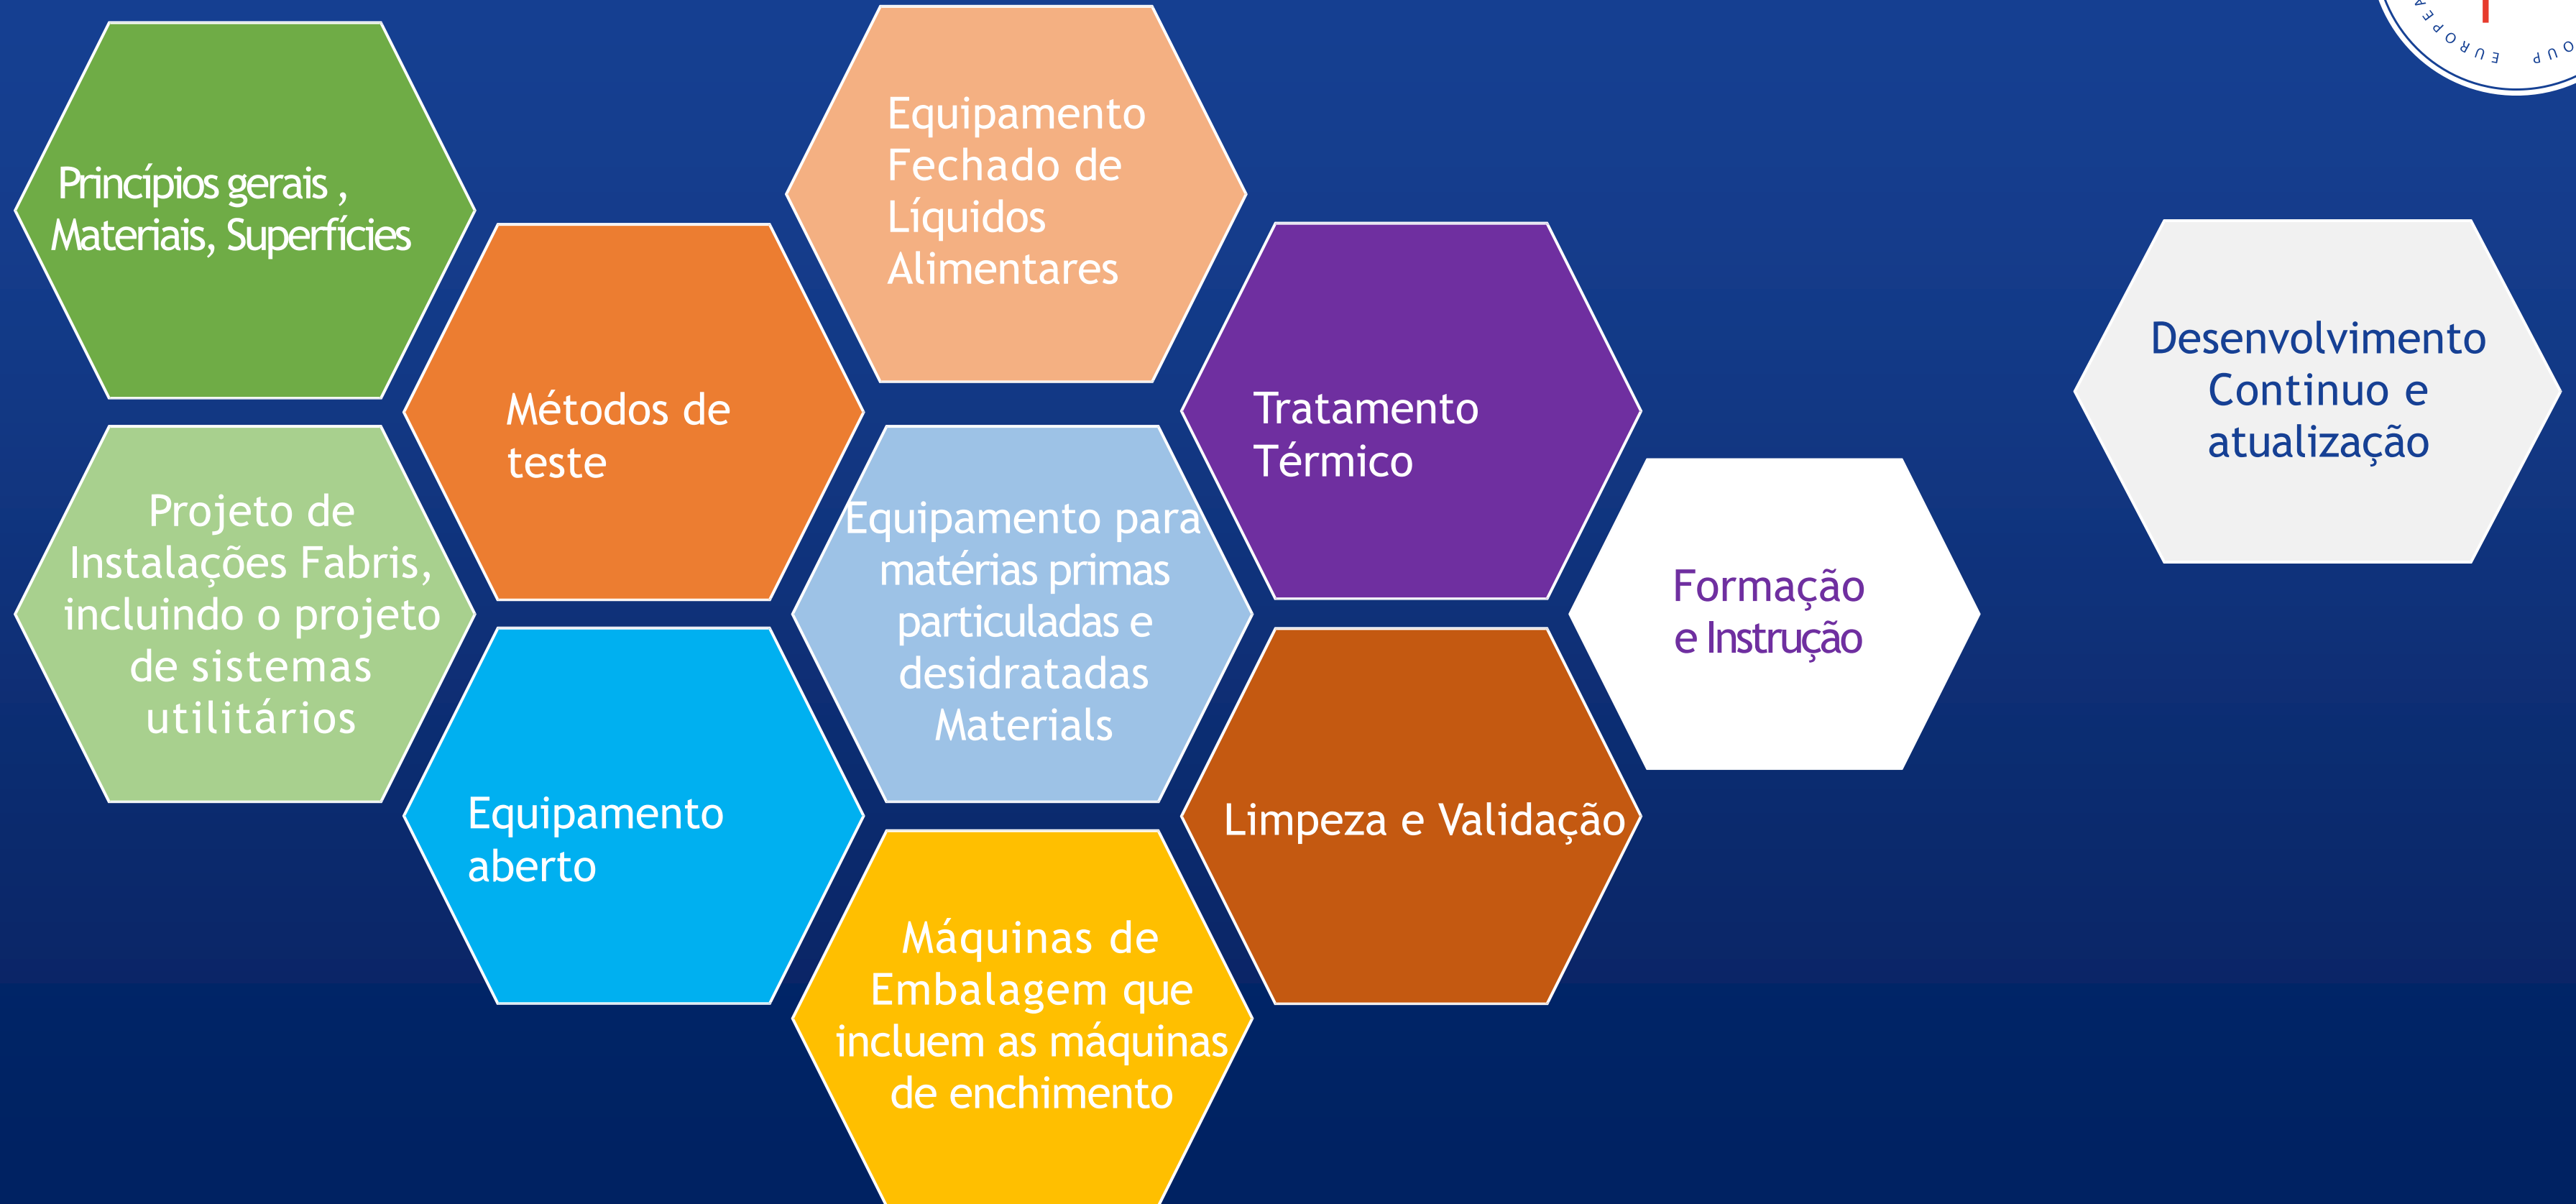 Princípios gerais ,
Materiais, Superfícies
Equipamento
Fechado de
Líquidos
Alimentares
Métodos de
teste
Tratamento
Térmico
Desenvolvimento
Continuo e
atualização
Projeto de
Instalações Fabris,
incluindo o projeto
de sistemas
utilitários
Equipamento para
matérias primas
particuladas e
desidratadas
Materials
Formação
e Instrução
Equipamento
aberto
Limpeza e Validação
Máquinas de
Embalagem que
incluem as máquinas
de enchimento